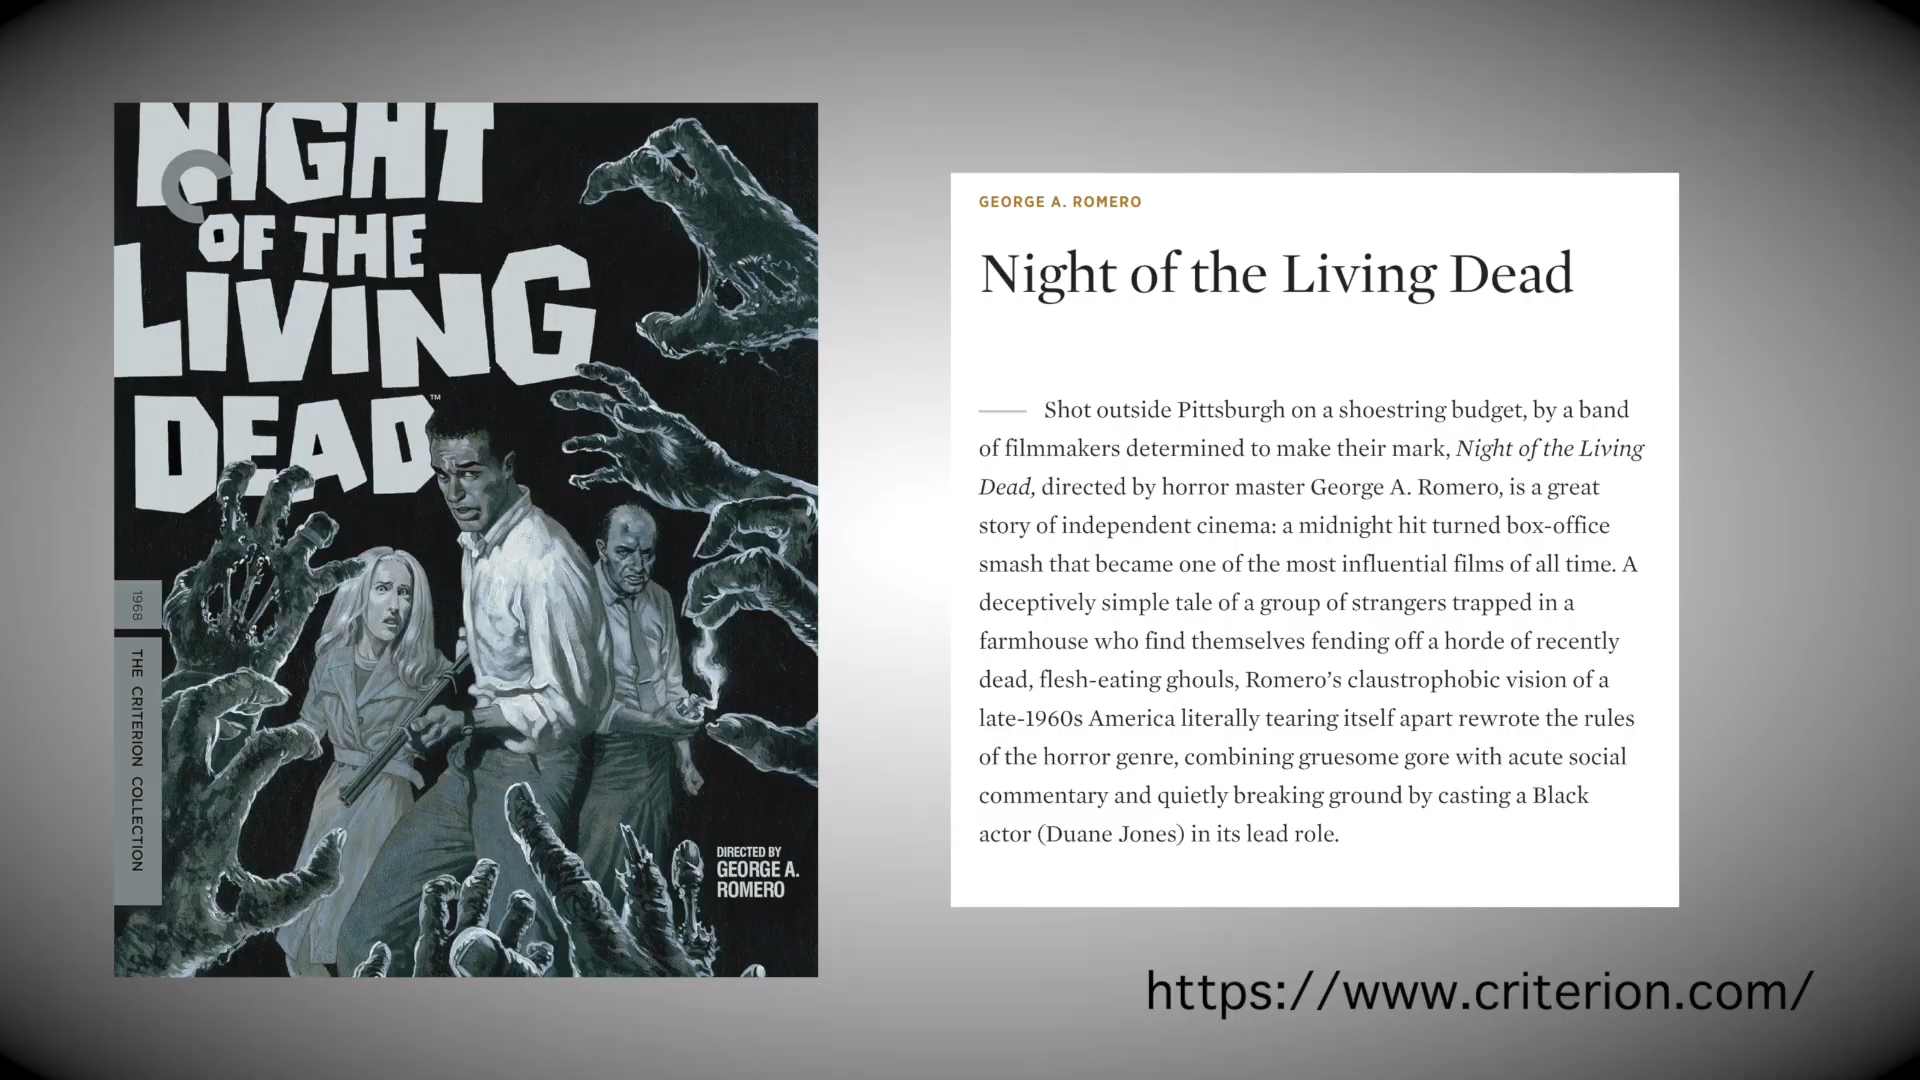 NIGHT
OF THE
LIVING
DEAD™
1968
THE CRITERION COLLECTION
DIRECTED BY
GEORGE A.
ROMERO
GEORGE A. ROMERO
Night of the Living Dead
Shot outside Pittsburgh on a shoestring budget, by a band
of filmmakers determined to make their mark, Night of the Living
Dead, directed by horror master George A. Romero, is a great
story of independent cinema: a midnight hit turned box-office
smash that became one of the most influential films of all time. A
deceptively simple tale of a group of strangers trapped in a
farmhouse who find themselves fending off a horde of recently
dead, flesh-eating ghouls, Romero’s claustrophobic vision of a
late-1960s America literally tearing itself apart rewrote the rules
of the horror genre, combining gruesome gore with acute social
commentary and quietly breaking ground by casting a Black
actor (Duane Jones) in its lead role.
https://www.criterion.com/